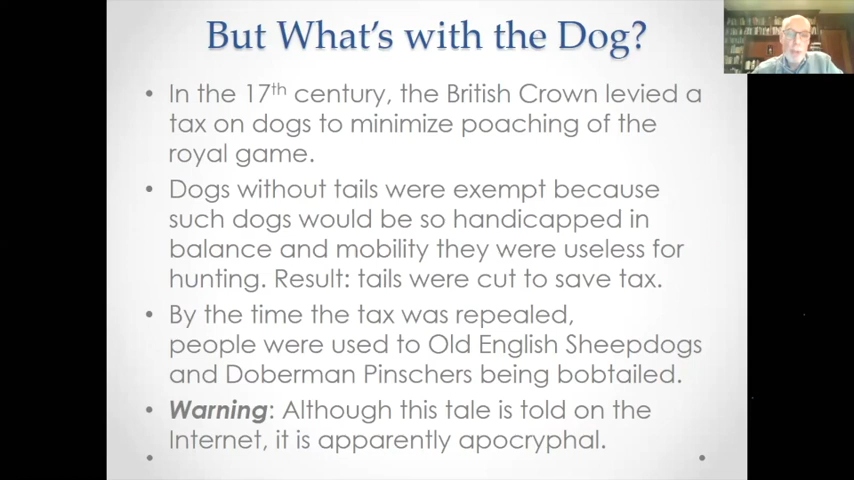 But What's with the Dog?
• In the 17th century, the British Crown levied a
tax on dogs to minimize poaching of the
royal game.
• Dogs without tails were exempt because
such dogs would be so handicapped in
balance and mobility they were useless for
hunting. Result: tails were cut to save tax.
• By the time the tax was repealed,
people were used to Old English Sheepdogs
and Doberman Pinschers being bobtailed.
• Warning: Although this tale is told on the
Internet, it is apparently apocryphal.